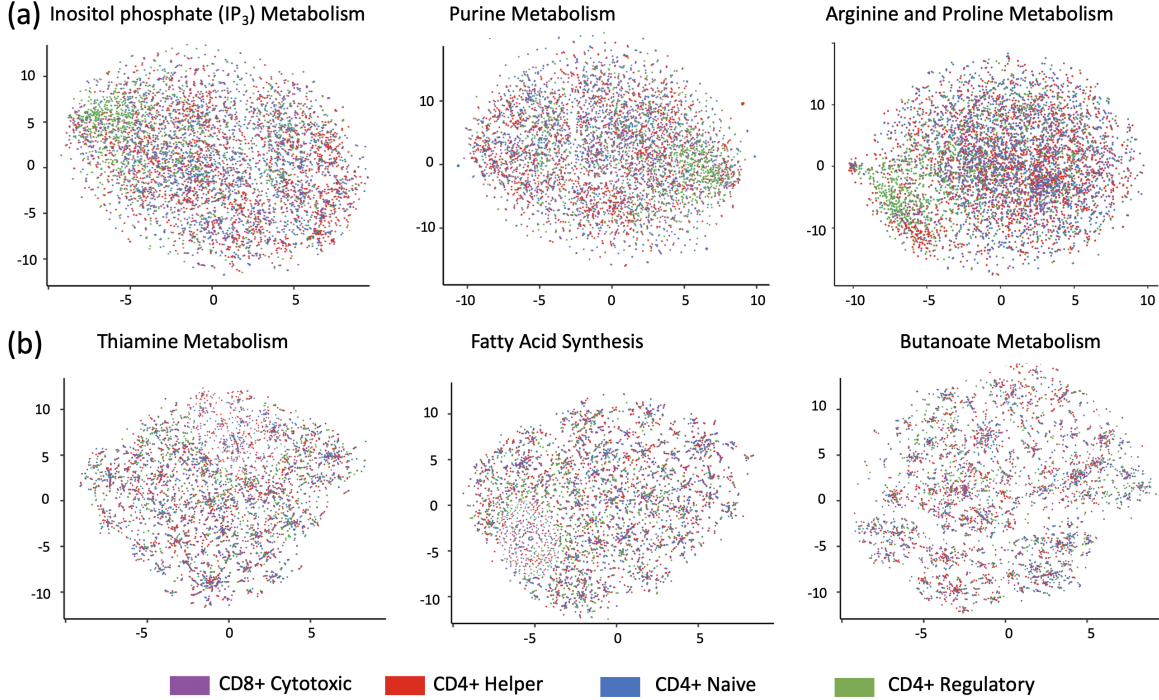 (a) Inositol phosphate (IP3) Metabolism Purine Metabolism Arginine and Proline Metabolism
10 10 10
5
0 0 0
-5
-10 -10 -10
-5 0 5 -10 -5 0 5 10 -10 -5 0 5 10
(b) Thiamine Metabolism Fatty Acid Synthesis Butanoate Metabolism
10 10 10
5 5 5
0 0 0
-5 -5 -5
-10 -10 -10
-5 0 5 -5 0 5 -5 0 5
CD8+ Cytotoxic CD4+ Helper CD4+ Naive CD4+ Regulatory